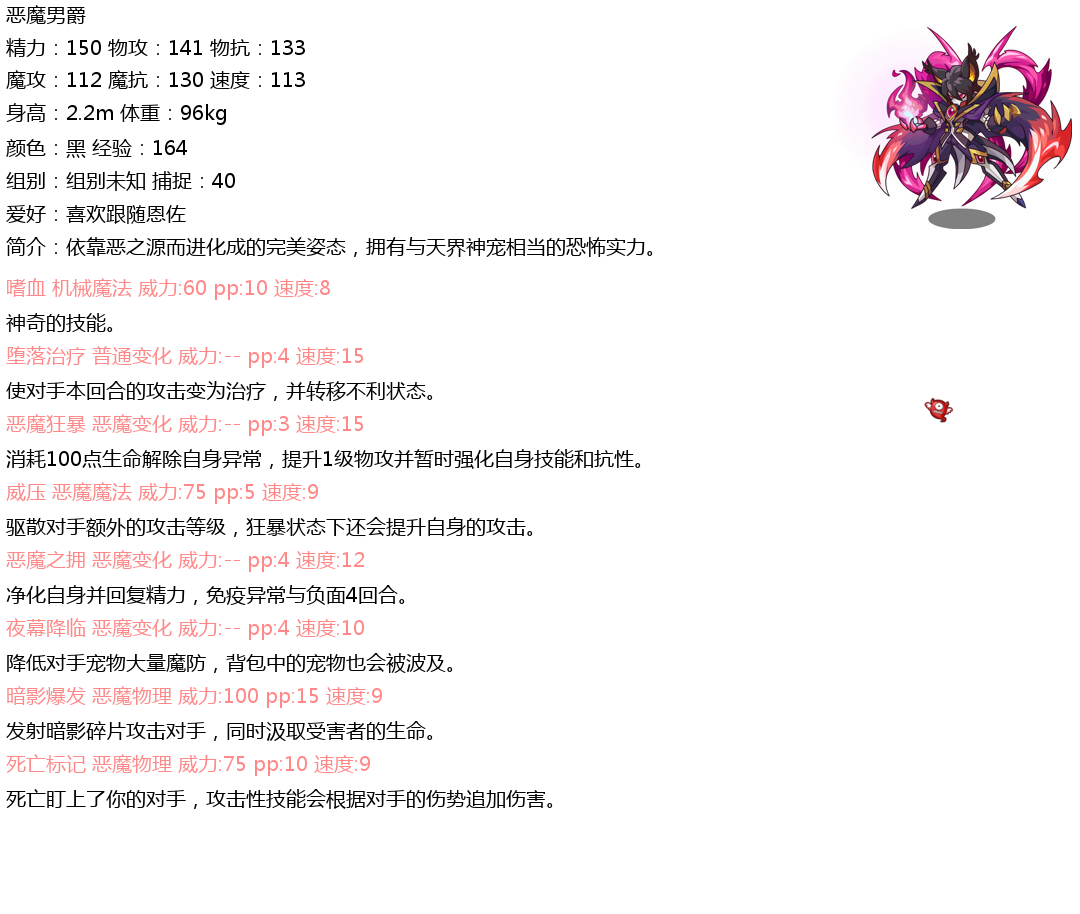 恶魔男爵
精力：150 物攻：141 物抗：133
魔攻：112 魔抗：130 速度：113
身高：2.2m 体重：96kg
颜色：黑 经验：164
组别：组别未知 捕捉：40
爱好：喜欢跟随恩佐
简介：依靠恶之源而进化成的完美姿态，拥有与天界神宠相当的恐怖实力。
嗜血 机械魔法 威力:60 pp:10 速度:8
神奇的技能。
堕落治疗 普通变化 威力:-- pp:4 速度:15
使对手本回合的攻击变为治疗，并转移不利状态。
恶魔狂暴 恶魔变化 威力:-- pp:3 速度:15
消耗100点生命解除自身异常，提升1级物攻并暂时强化自身技能和抗性。
威压 恶魔魔法 威力:75 pp:5 速度:9
驱散对手额外的攻击等级，狂暴状态下还会提升自身的攻击。
恶魔之拥 恶魔变化 威力:-- pp:4 速度:12
净化自身并回复精力，免疫异常与负面4回合。
夜幕降临 恶魔变化 威力:-- pp:4 速度:10
降低对手宠物大量魔防，背包中的宠物也会被波及。
暗影爆发 恶魔物理 威力:100 pp:15 速度:9
发射暗影碎片攻击对手，同时汲取受害者的生命。
死亡标记 恶魔物理 威力:75 pp:10 速度:9
死亡盯上了你的对手，攻击性技能会根据对手的伤势追加伤害。